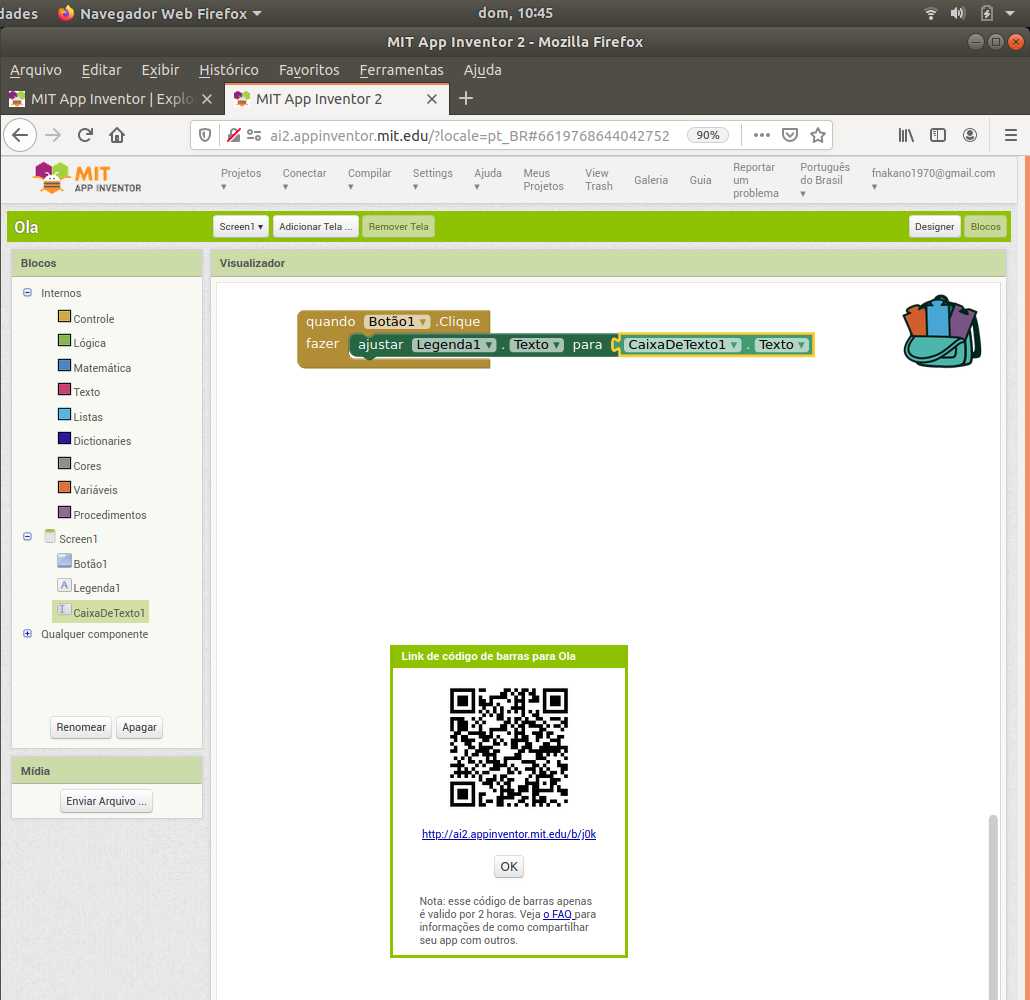 dades
Navegador Web Firefox
dom, 10:45
MIT App Inventor 2 - Mozilla Firefox
Arquivo Editar Exibir Histórico Favoritos Ferramentas Ajuda
MIT App Inventor | Explo
MIT App Inventor 2
ai2.appinventor.mit.edu/?locale=pt_BR#6619768644042752
90%
MIT
APP INVENTOR
Projetos
Conectar
Compilar
Settings
Ajuda
Meus
Projetos
View
Trash
Galeria
Guia
Reportar
um
problema
Português
do Brasil
fnakano1970@gmail.com
Ola
Screen1
Adicionar Tela ...
Remover Tela
Designer
Blocos
Blocos
Visualizador
Internos
Controle
Lógica
Matemática
Texto
Listas
Dictionaries
Cores
Variáveis
Procedimentos
Screen1
Botão1
Legenda1
CaixaDeTexto1
Qualquer componente
Renomear
Apagar
Mídia
Enviar Arquivo ...
quando Botão1 .Clique
fazer ajustar Legenda1 . Texto para CaixaDeTexto1 . Texto
Link de código de barras para Ola
http://ai2.appinventor.mit.edu/b/j0k
OK
Nota: esse código de barras apenas
é valido por 2 horas. Veja o FAQ para
informações de como compartilhar
seu app com outros.